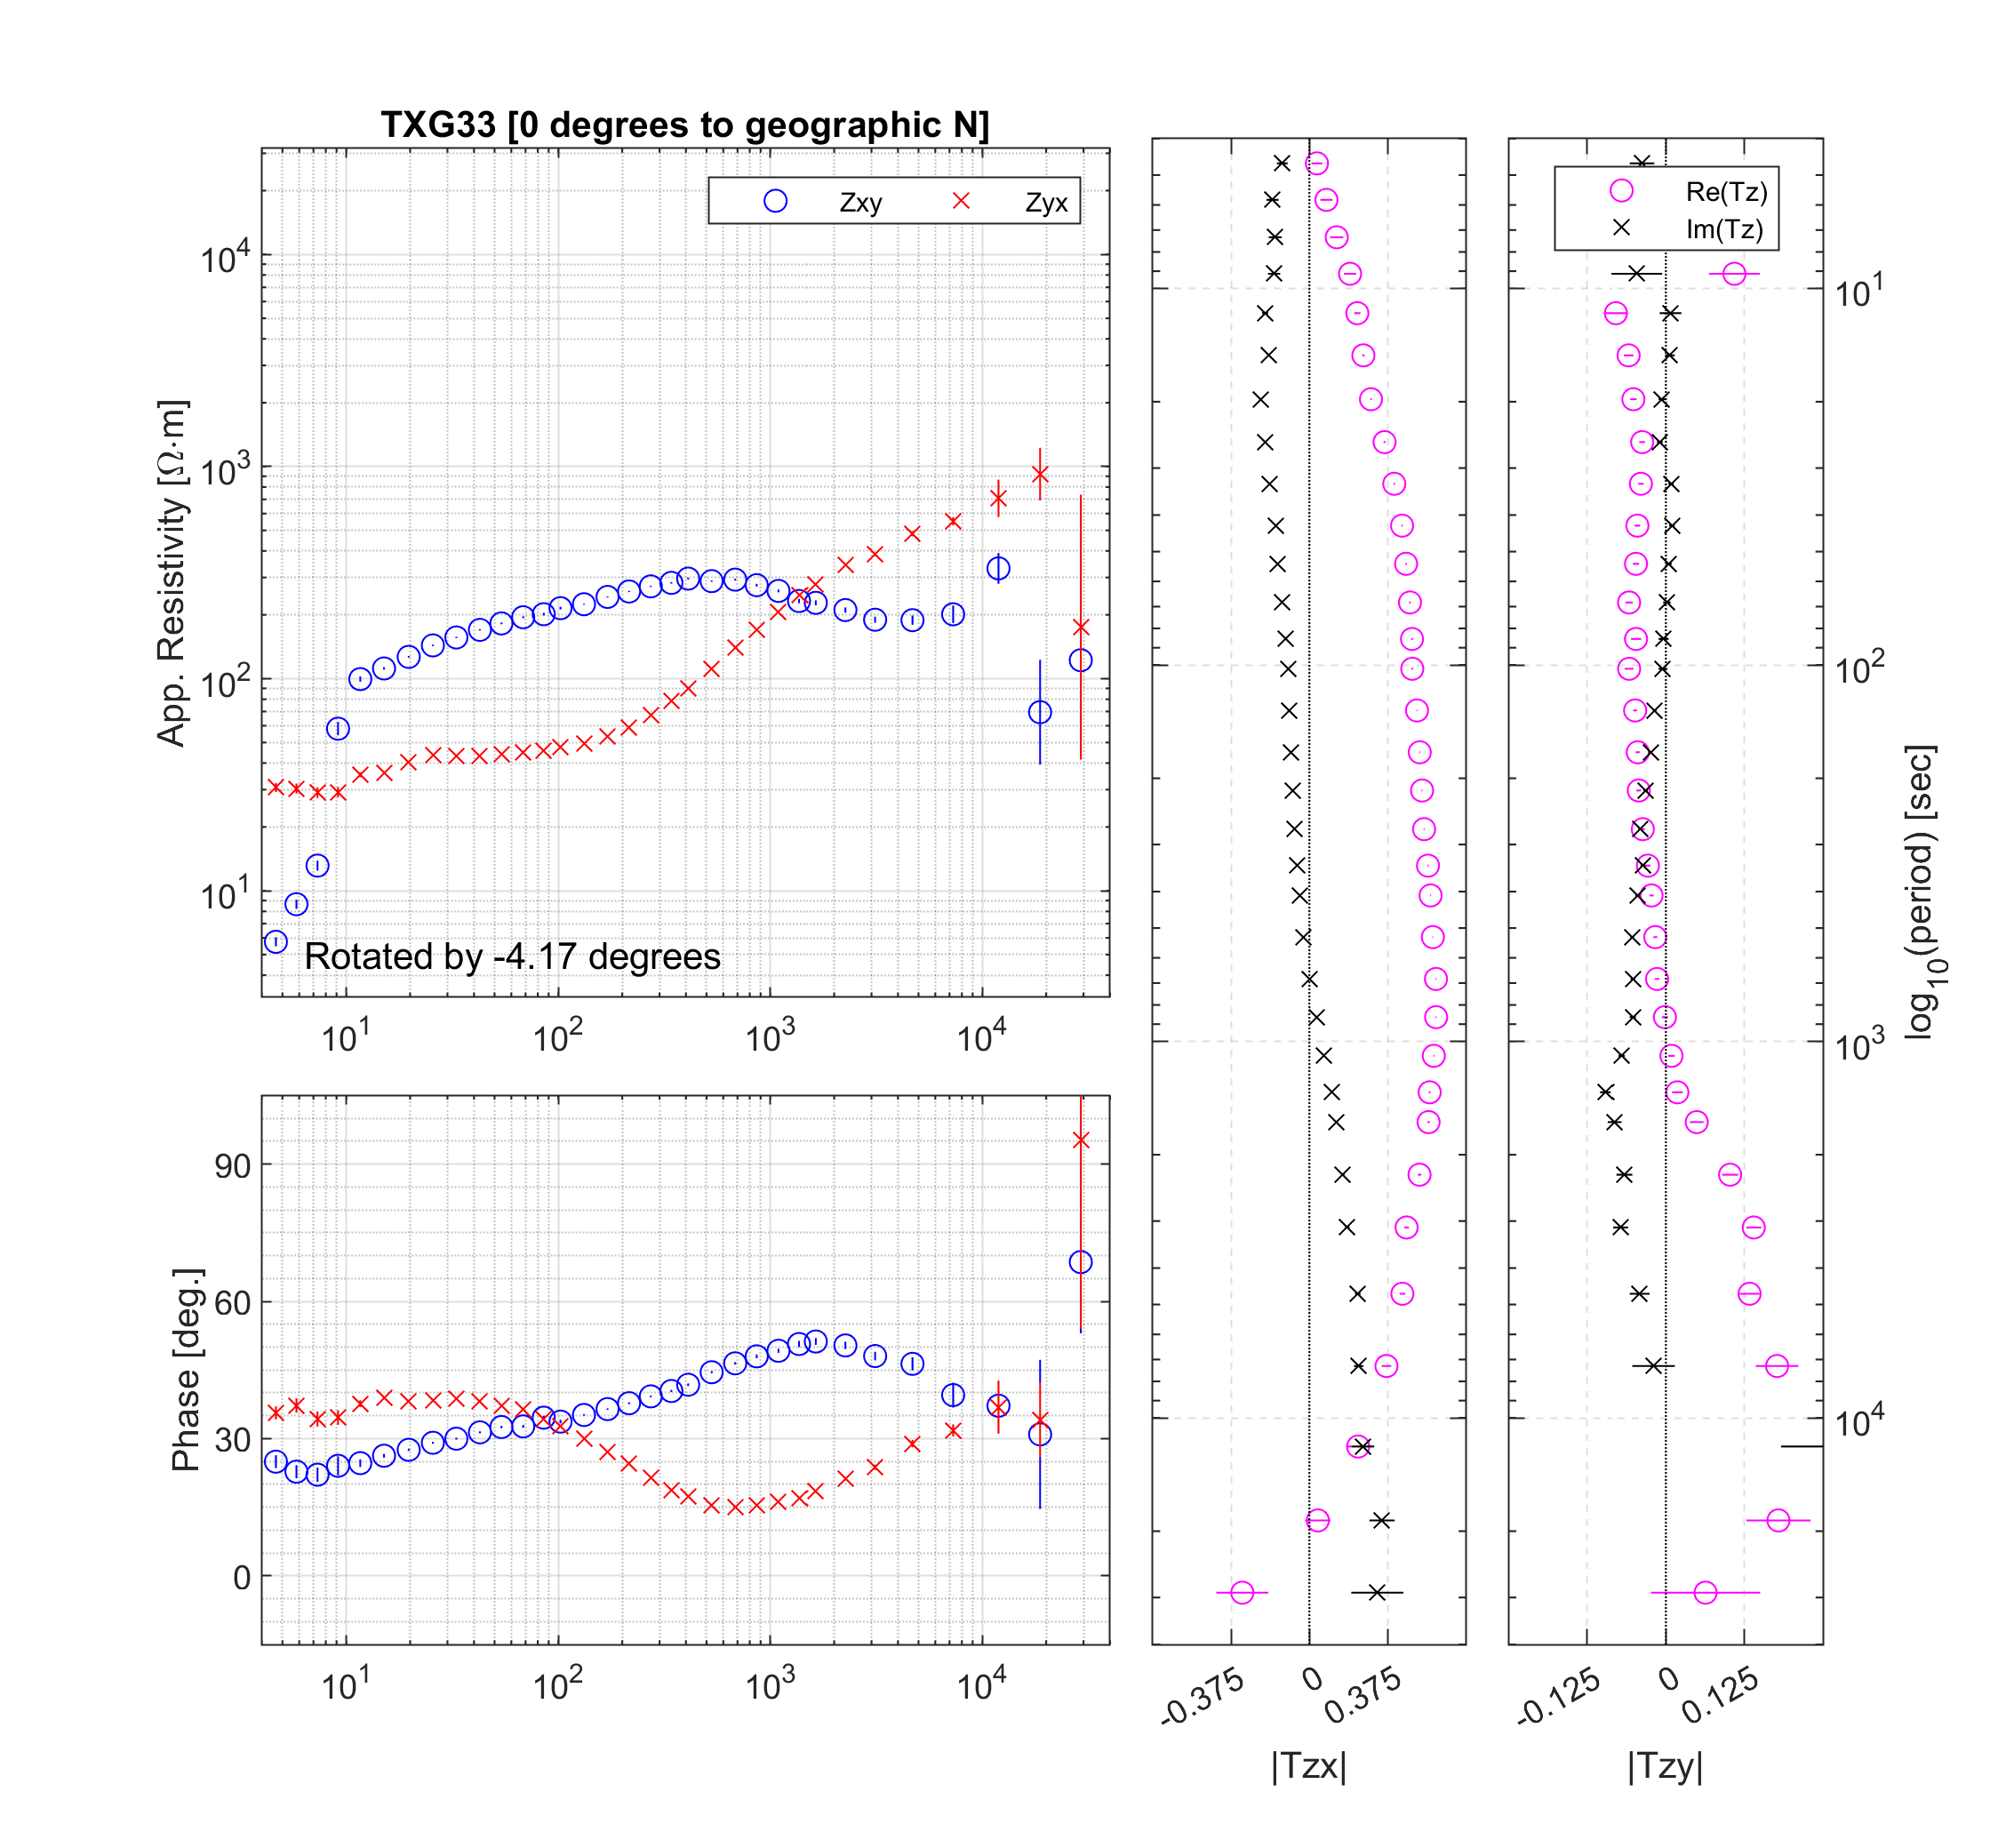 TXG33 [0 degrees to geographic N]
Zxy Zyx
App. Resistivity [Ω·m]
10^4
10^3
10^2
10^1
Rotated by -4.17 degrees
10^1 10^2 10^3 10^4
Phase [deg.]
90
60
30
0
10^1 10^2 10^3 10^4
-0.375 0 0.375
|Tzx|
Re(Tz)
Im(Tz)
-0.125 0 0.125
|Tzy|
10^1
10^2
10^3
10^4
log_10(period) [sec]